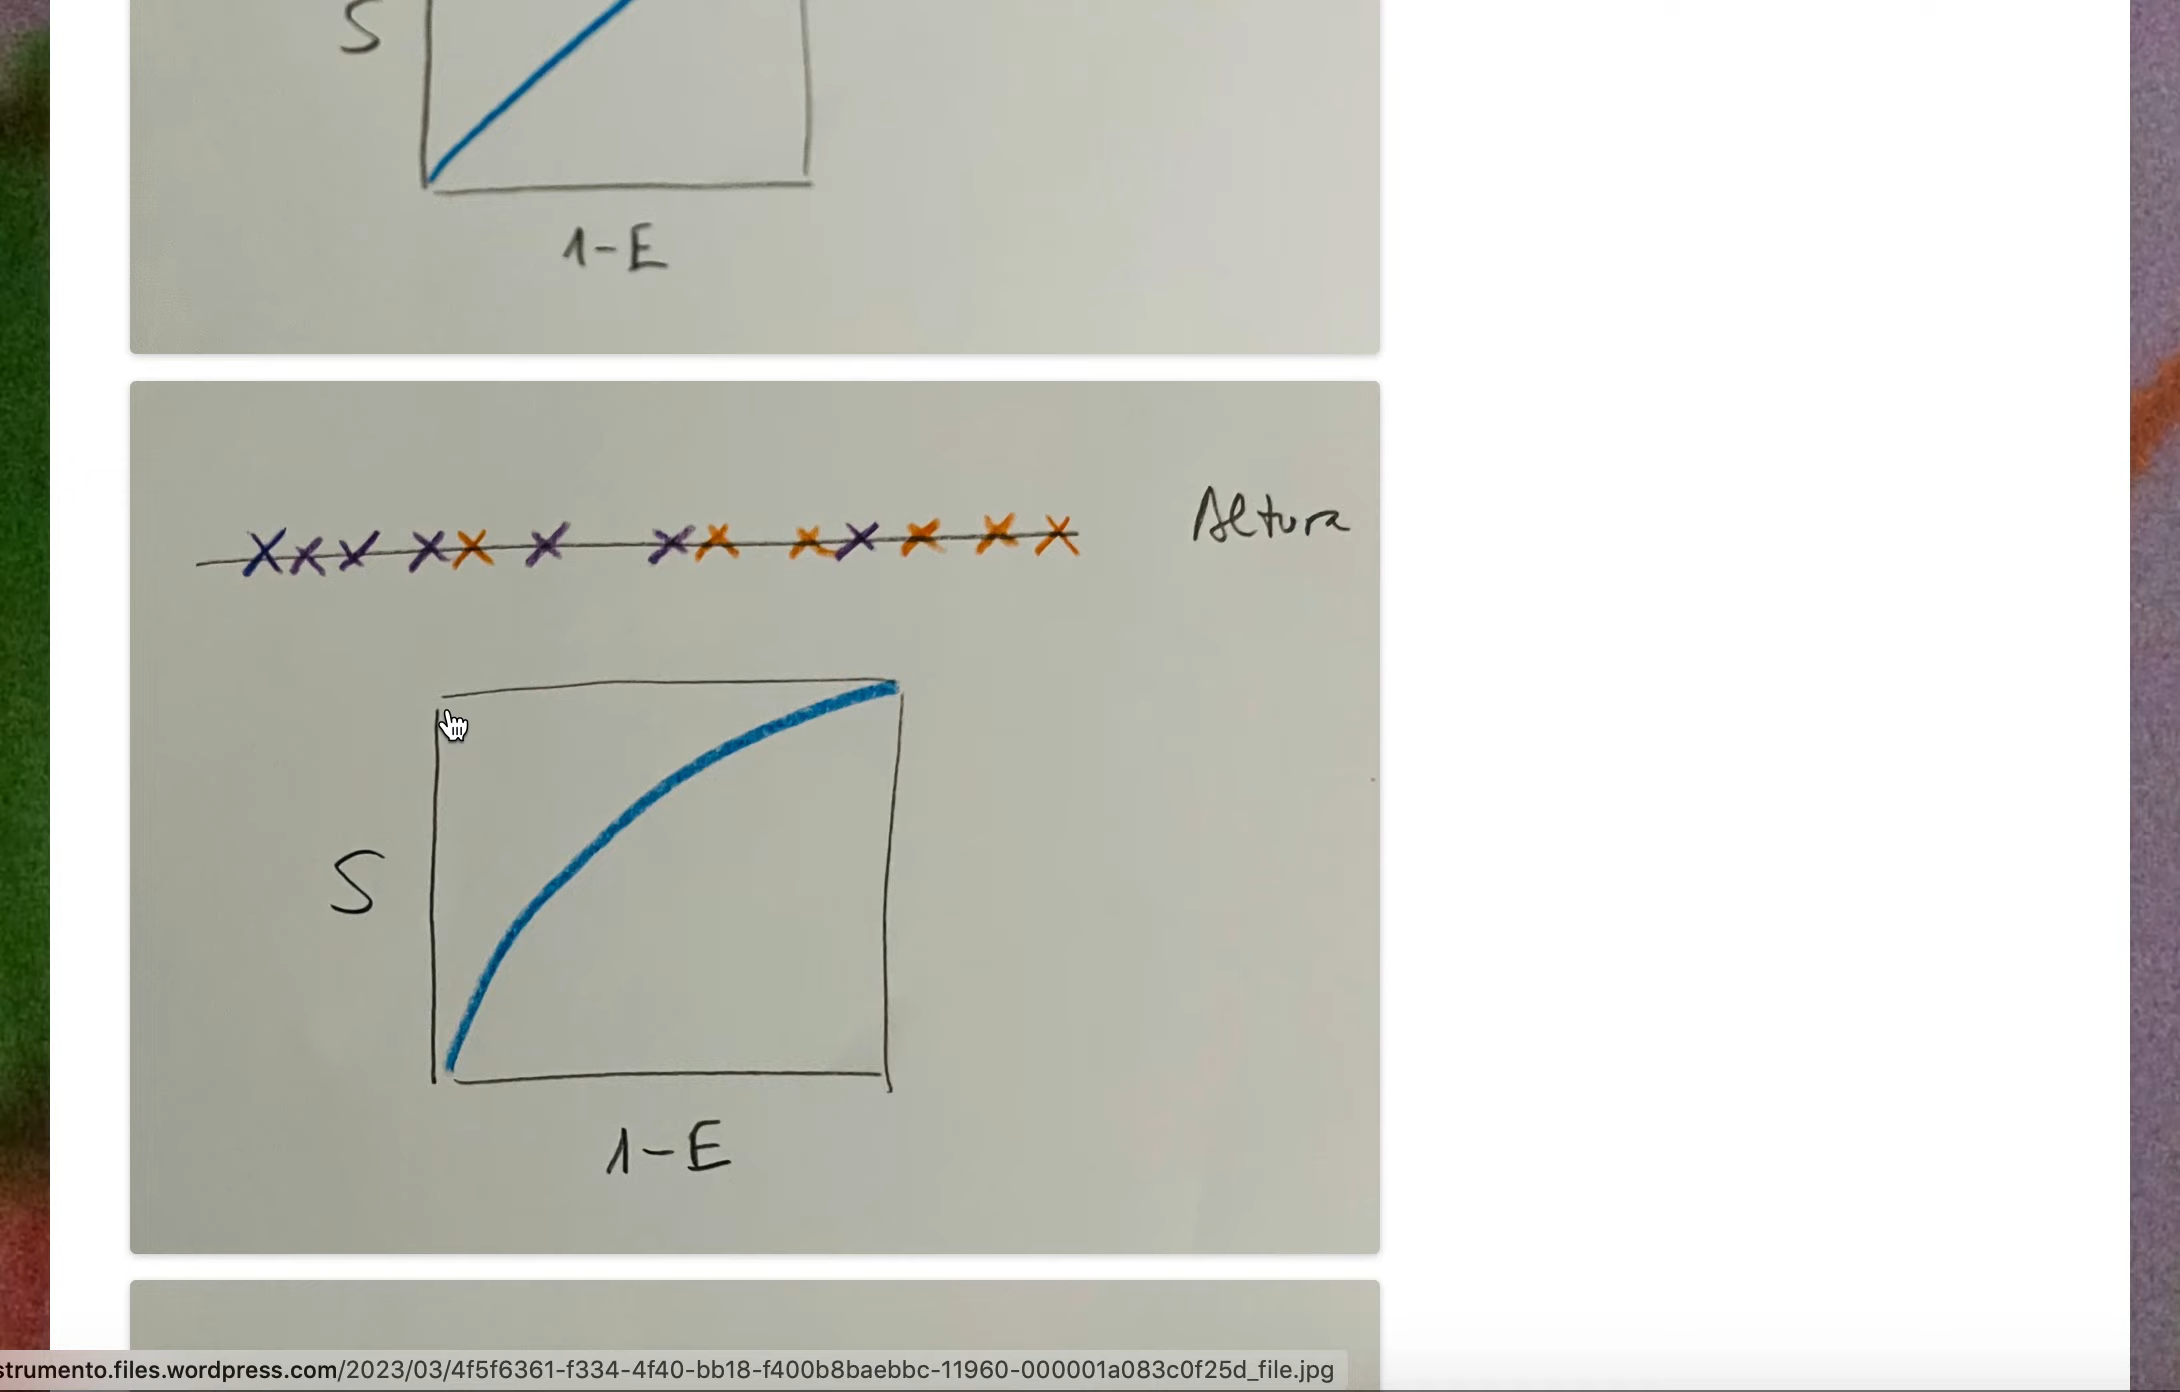 S
1-E
Altura
S
1-E
strumento.files.wordpress.com/2023/03/4f5f6361-f334-4f40-bb18-f400b8baebbc-11960-000001a083c0f25d_file.jpg